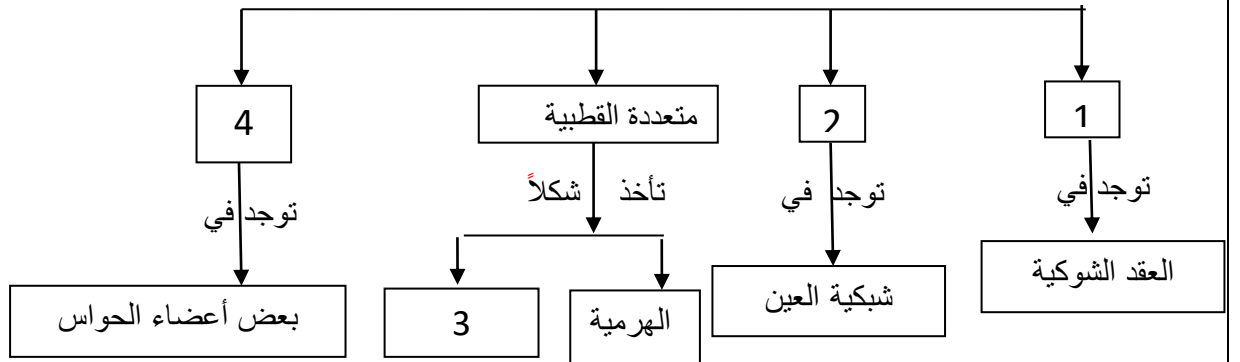 1
2
متعددة القطبية
4
توجد في
توجد في
تأخذ شكلاً
توجد في
العقد الشوكية
شبكية العين
الهرمية
3
بعض أعضاء الحواس